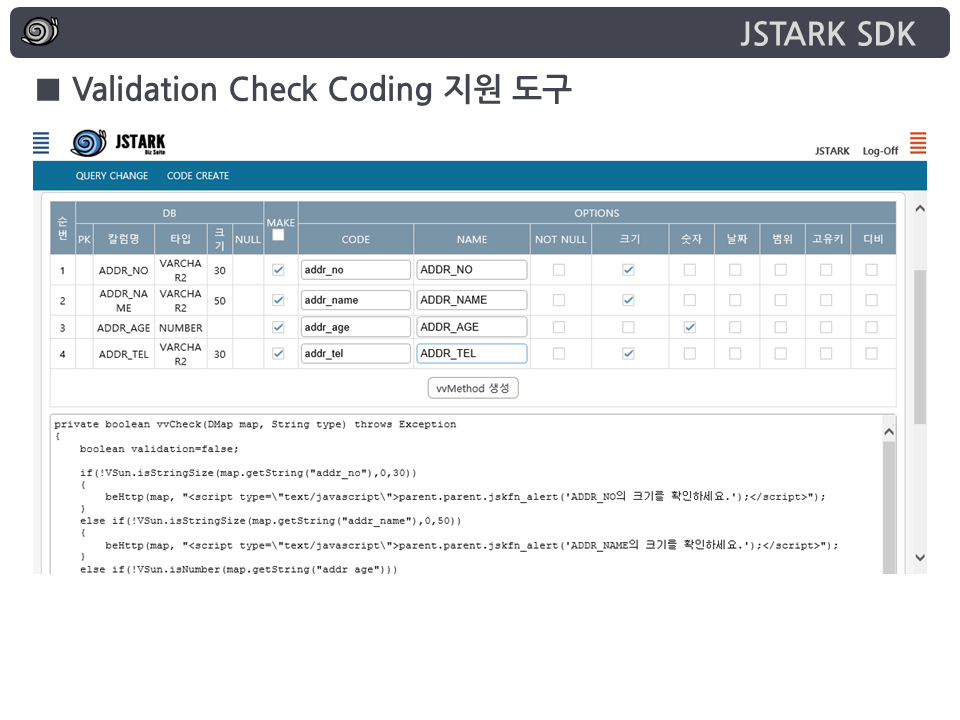 JSTARK SDK
■ Validation Check Coding 지원 도구
JSTARK
Biz Suite
JSTARK Log-Off
QUERY CHANGE CODE CREATE
순번 DB MAKE OPTIONS
PK 칼럼명 타입 크기 NULL CODE NAME NOT NULL 크기 숫자 날짜 범위 고유키 디비
1 ADDR_NO VARCHAR2 30 addr_no ADDR_NO
2 ADDR_NAME VARCHAR2 50 addr_name ADDR_NAME
3 ADDR_AGE NUMBER addr_age ADDR_AGE
4 ADDR_TEL VARCHAR2 30 addr_tel ADDR_TEL
vvMethod 생성
private boolean vvCheck(DMap map, String type) throws Exception
{
boolean validation=false;
if(!VSun.isStringSize(map.getString("addr_no"),0,30))
{
beHttp(map, "<script type=\"text/javascript\">parent.parent.jskfn_alert('ADDR_NO의 크기를 확인하세요.');</script>");
}
else if(!VSun.isStringSize(map.getString("addr_name"),0,50))
{
beHttp(map, "<script type=\"text/javascript\">parent.parent.jskfn_alert('ADDR_NAME의 크기를 확인하세요.');</script>");
}
else if(!VSun.isNumber(map.getString("addr_age")))